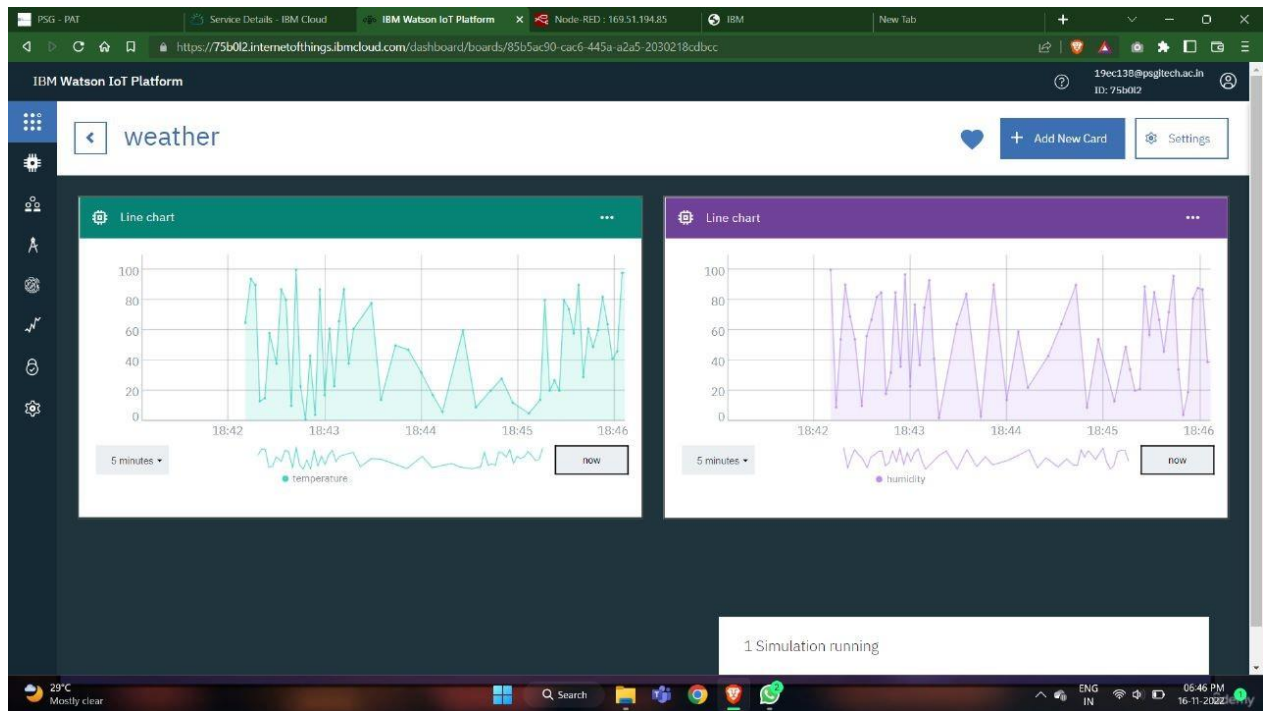 PSG - PAT
Service Details - IBM Cloud
IBM Watson IoT Platform
Node-RED : 169.51.194.85
IBM
New Tab
https://75b0l2.internetofthings.ibmcloud.com/dashboard/boards/85b5ac90-cac6-445a-a2a5-2030218cdbcc
IBM Watson IoT Platform
19ec138@psgitech.ac.in
ID: 75b0l2
weather
+ Add New Card
Settings
Line chart
100
80
60
40
20
0
18:42 18:43 18:44 18:45 18:46
5 minutes
now
temperature
Line chart
100
80
60
40
20
0
18:42 18:43 18:44 18:45 18:46
5 minutes
now
humidity
1 Simulation running
29°C
Mostly clear
Search
2
ENG
IN
06:46 PM
16-11-2022